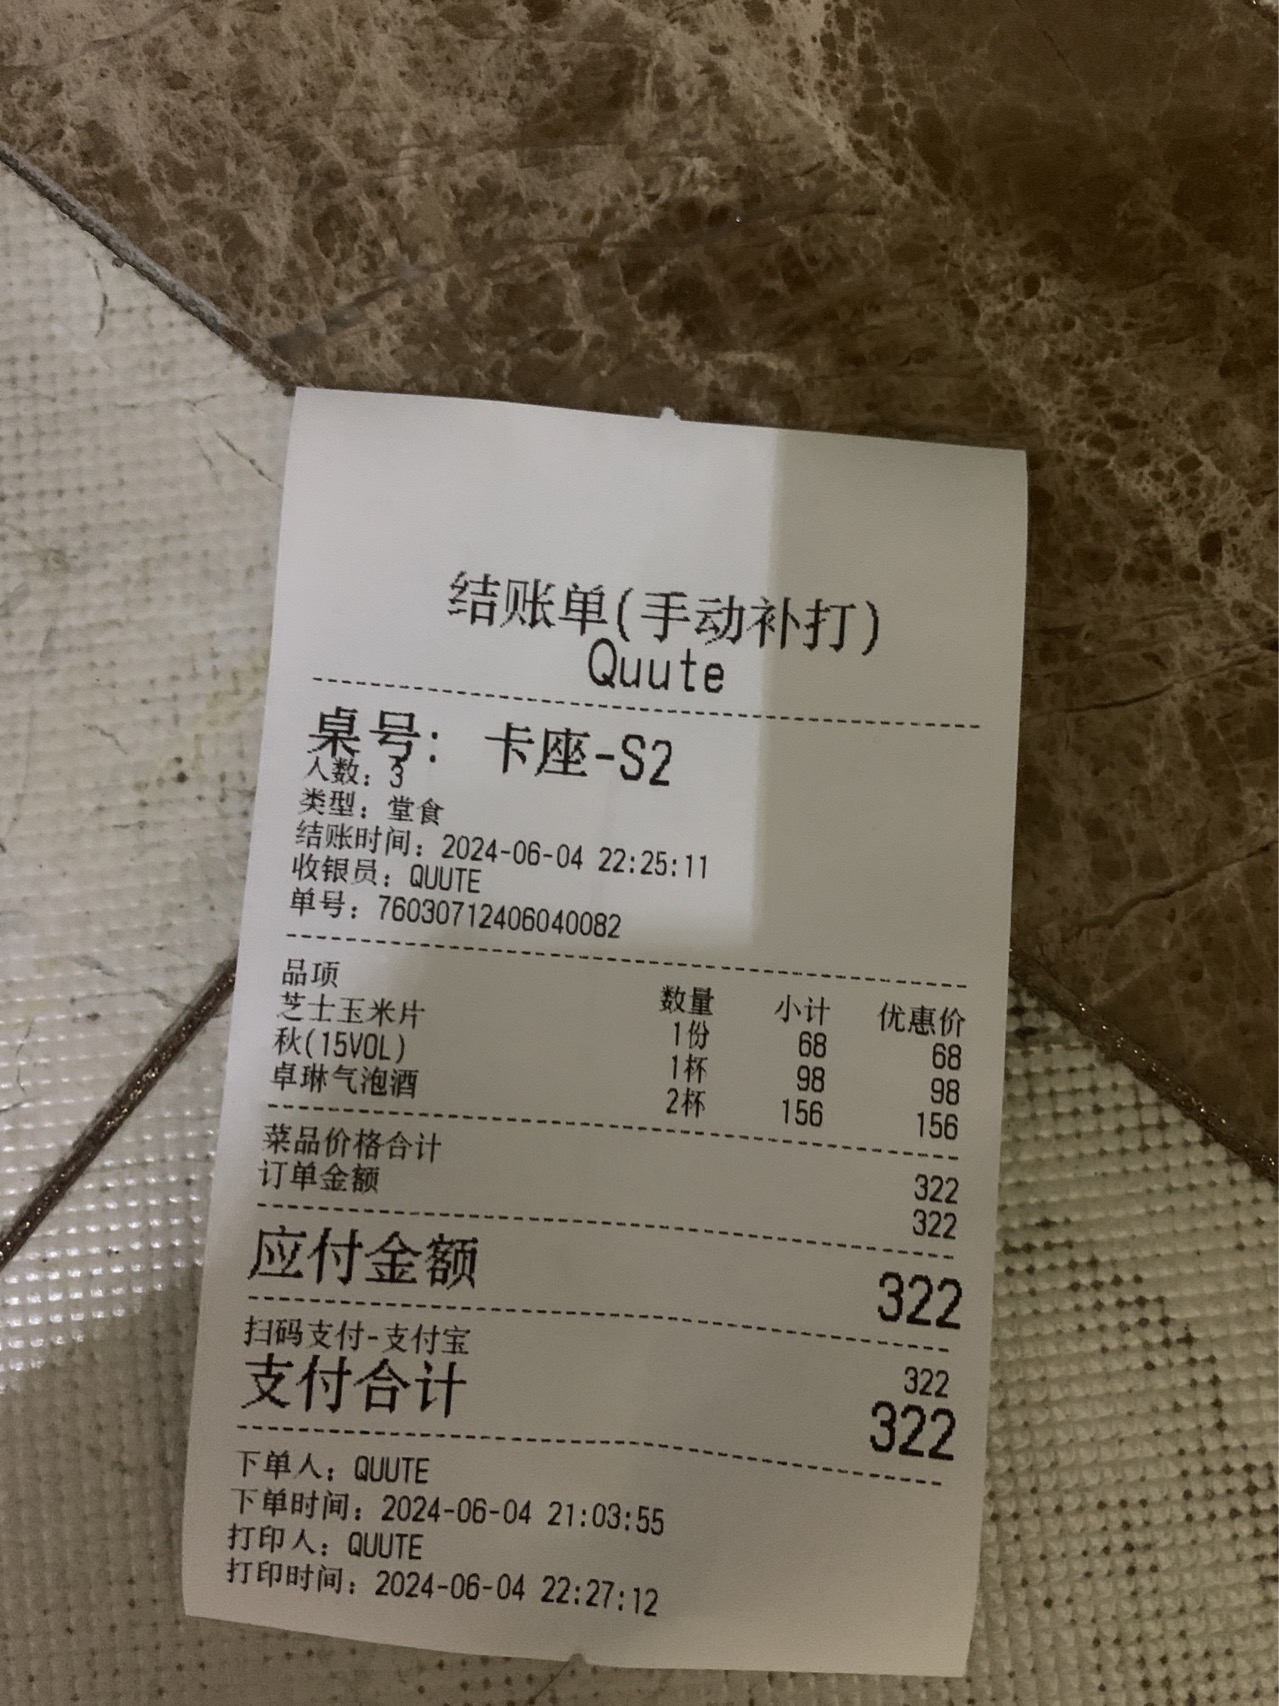 结账单(手动补打)
Quute
桌号: 卡座-S2
人数: 3
类型: 堂食
结账时间: 2024-06-04 22:25:11
收银员: QUUTE
单号: 76030712406040082
品项 数量 小计 优惠价
芝士玉米片 1份 68 68
秋(15VOL) 1杯 98 98
卓琳气泡酒 2杯 156 156
菜品价格合计 322
订单金额 322
应付金额 322
扫码支付-支付宝 322
支付合计 322
下单人: QUUTE
下单时间: 2024-06-04 21:03:55
打印人: QUUTE
打印时间: 2024-06-04 22:27:12